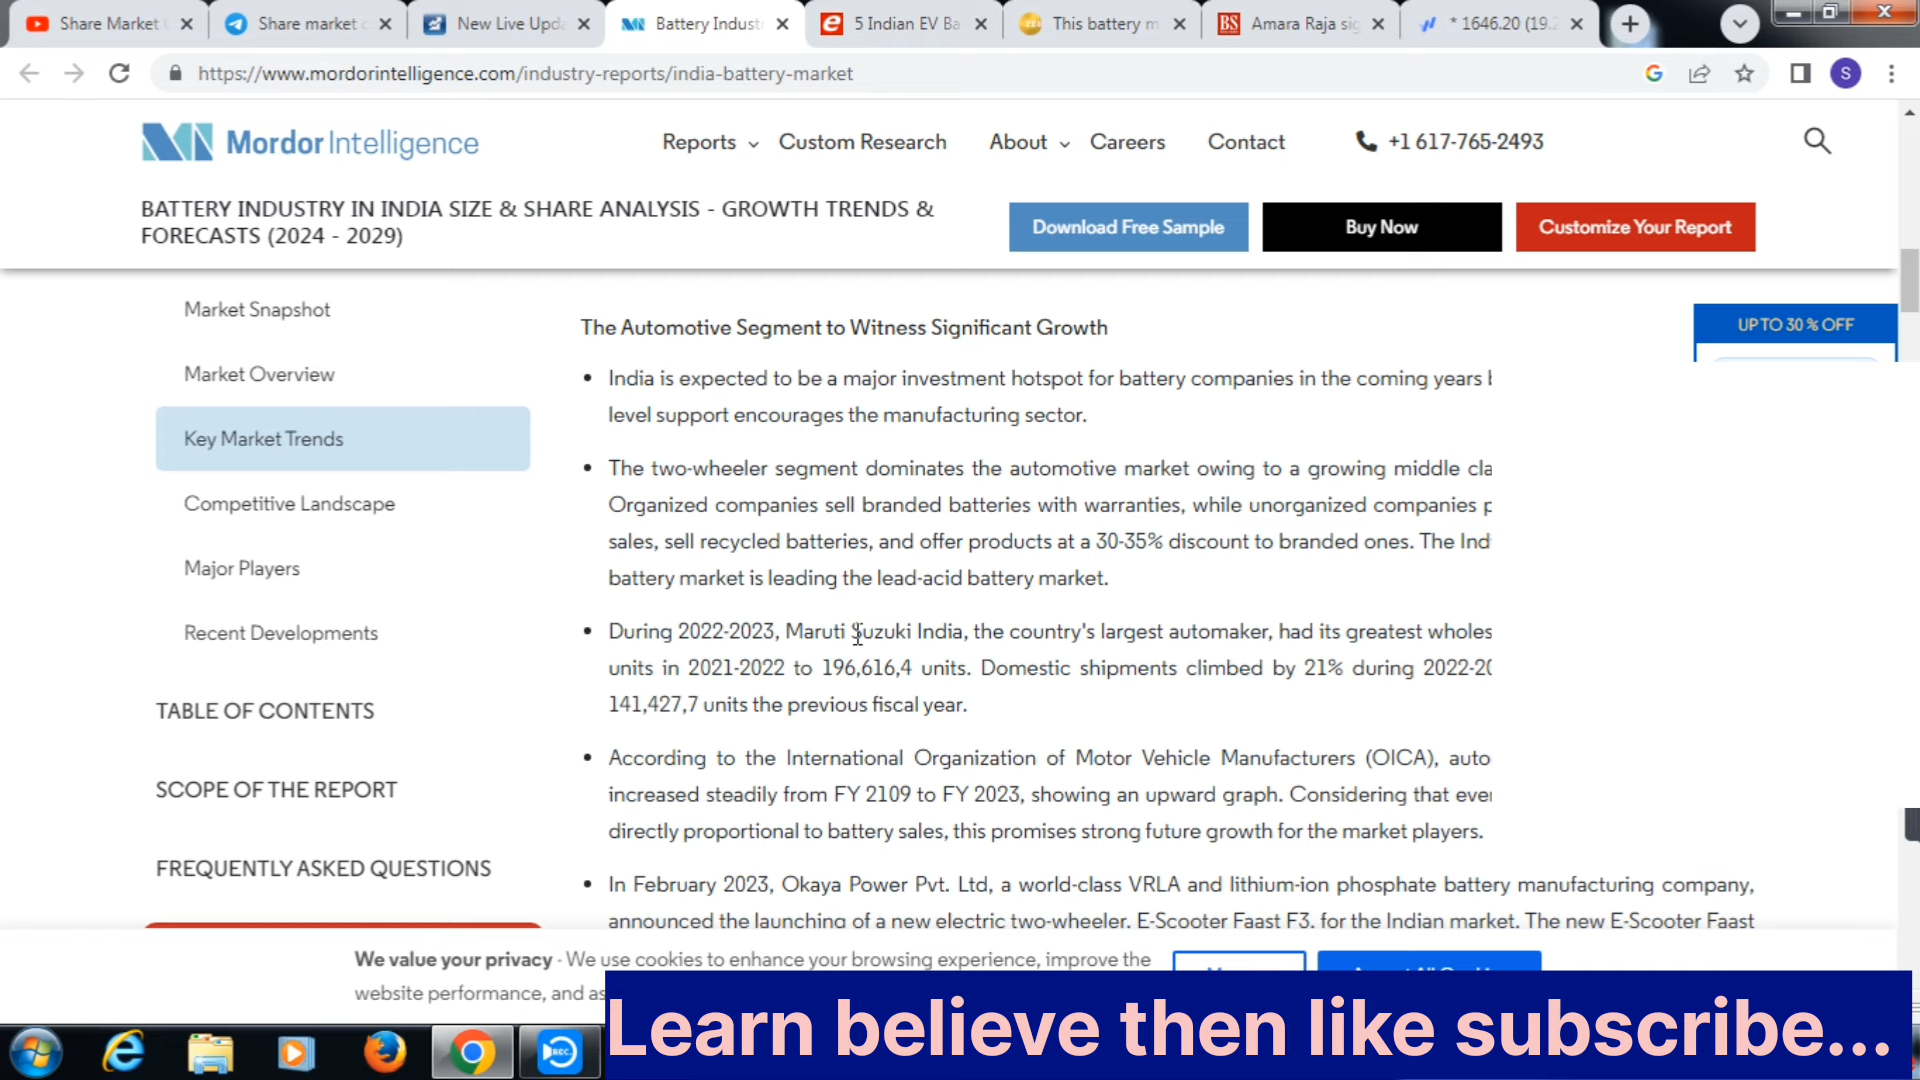 Share Market
Share market c
New Live Upd
Battery Indust
5 Indian EV Ba
This battery m
Amara Raja sig
* 1646.20 (19.
https://www.mordorintelligence.com/industry-reports/india-battery-market
S
Mordor Intelligence
Reports
Custom Research
About
Careers
Contact
+1 617-765-2493
BATTERY INDUSTRY IN INDIA SIZE & SHARE ANALYSIS - GROWTH TRENDS &
FORECASTS (2024 - 2029)
Download Free Sample
Buy Now
Customize Your Report
Market Snapshot
Market Overview
Key Market Trends
Competitive Landscape
Major Players
Recent Developments
TABLE OF CONTENTS
SCOPE OF THE REPORT
FREQUENTLY ASKED QUESTIONS
UP TO 30 % OFF
The Automotive Segment to Witness Significant Growth
• India is expected to be a major investment hotspot for battery companies in the coming years
level support encourages the manufacturing sector.
• The two-wheeler segment dominates the automotive market owing to a growing middle cla
Organized companies sell branded batteries with warranties, while unorganized companies p
sales, sell recycled batteries, and offer products at a 30-35% discount to branded ones. The Ind
battery market is leading the lead-acid battery market.
• During 2022-2023, Maruti Suzuki India, the country's largest automaker, had its greatest wholes
units in 2021-2022 to 196,616,4 units. Domestic shipments climbed by 21% during 2022-20
141,427,7 units the previous fiscal year.
• According to the International Organization of Motor Vehicle Manufacturers (OICA), auto
increased steadily from FY 2109 to FY 2023, showing an upward graph. Considering that ever
directly proportional to battery sales, this promises strong future growth for the market players.
• In February 2023, Okaya Power Pvt. Ltd, a world-class VRLA and lithium-ion phosphate battery manufacturing company,
announced the launching of a new electric two-wheeler, E-Scooter Faast F3, for the Indian market. The new E-Scooter Faast
We value your privacy - We use cookies to enhance your browsing experience, improve the
website performance, and as
REC
Learn believe then like subscribe...